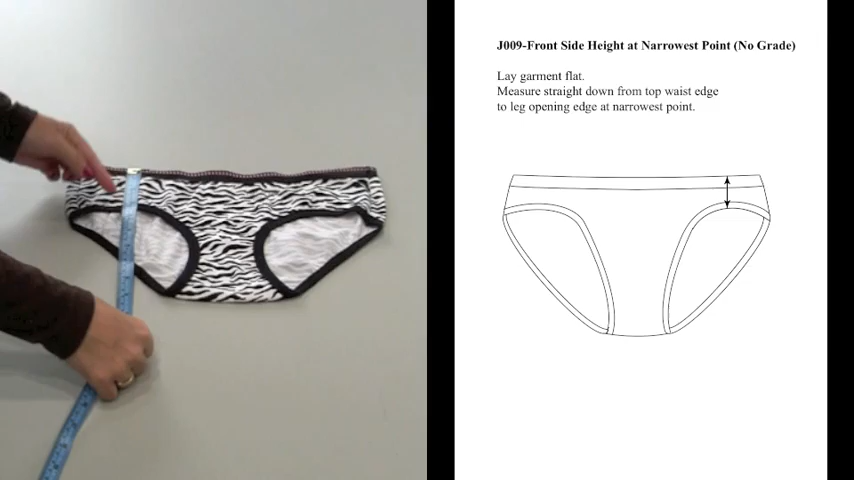 J009-Front Side Height at Narrowest Point (No Grade)
Lay garment flat.
Measure straight down from top waist edge
to leg opening edge at narrowest point.